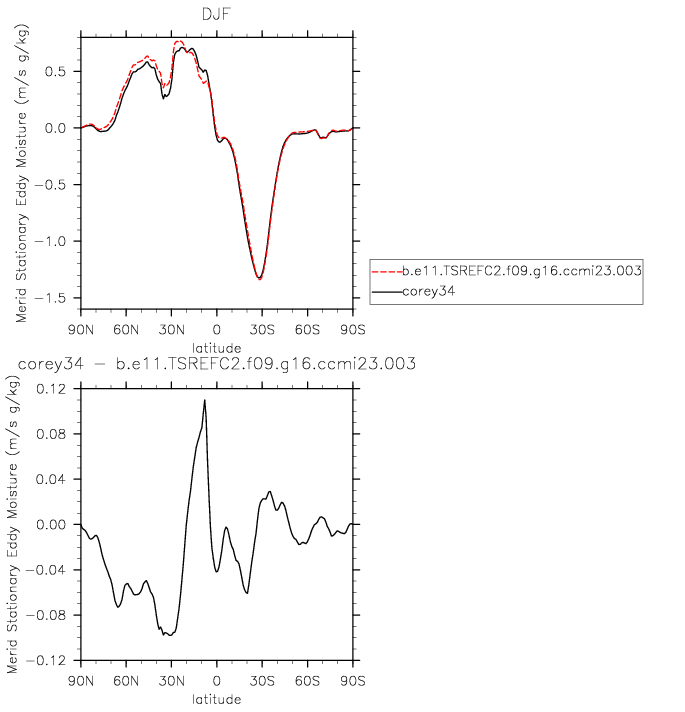 DJF
Merid Stationary Eddy Moisture (m/s g/kg)
0.5
0.0
−0.5
−1.0
−1.5
90N 60N 30N 0 30S 60S 90S
latitude
b.e11.TSREFC2.f09.g16.ccmi23.003
corey34
corey34 − b.e11.TSREFC2.f09.g16.ccmi23.003
Merid Stationary Eddy Moisture (m/s g/kg)
0.12
0.08
0.04
0.00
−0.04
−0.08
−0.12
90N 60N 30N 0 30S 60S 90S
latitude